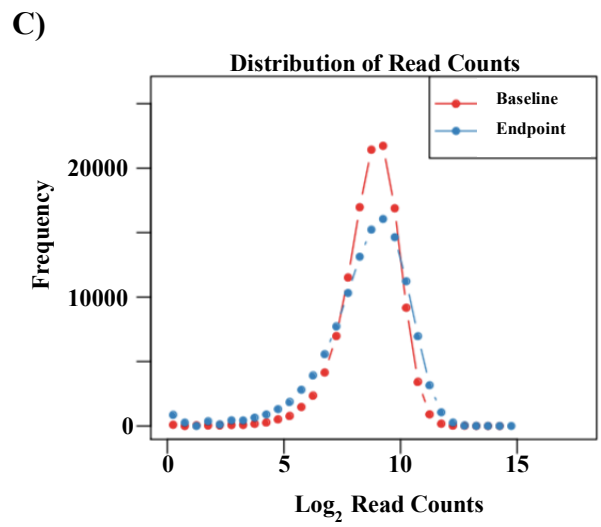 C)
Distribution of Read Counts
Baseline
Endpoint
20000
10000
0
Frequency
0 5 10 15
Log2 Read Counts